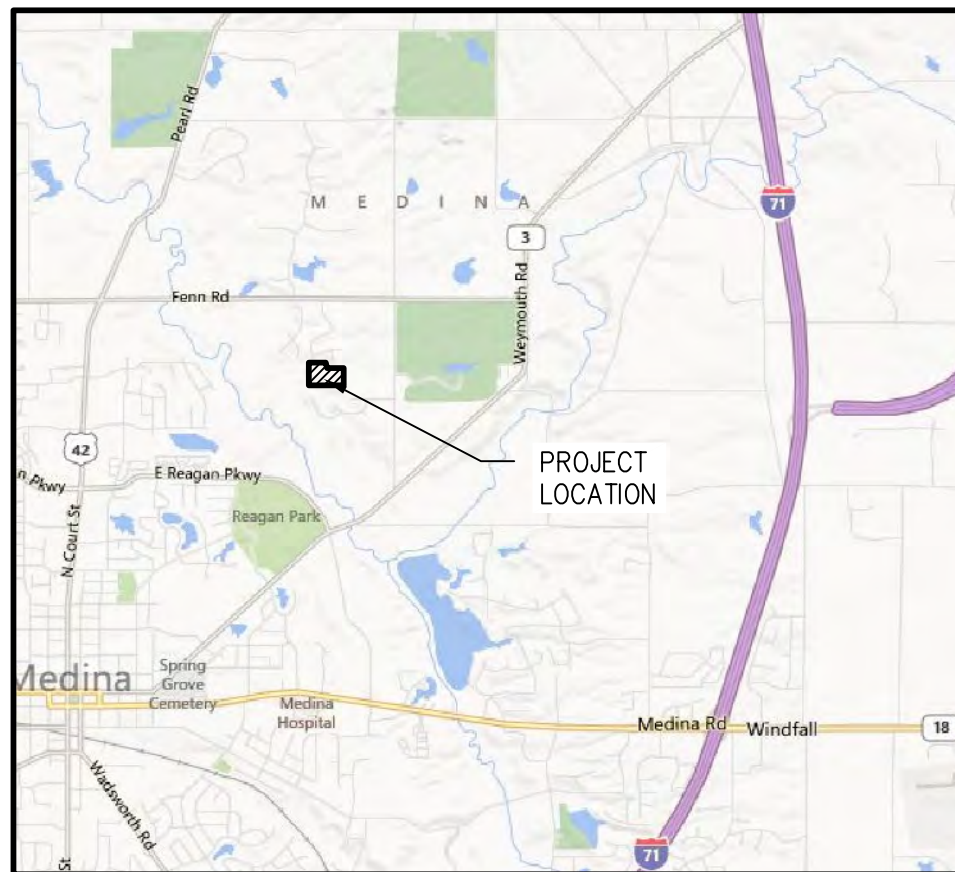 Pearl Rd
71
M E D I N A
3
Fenn Rd
Weymouth Rd
42
PROJECT
LOCATION
n Pkwy
E Reagan Pkwy
Reagan Park
N Court St
Spring
Grove
Cemetery
Medina
Medina
Hospital
Medina Rd
Windfall
18
Wadsworth Rd
St
71